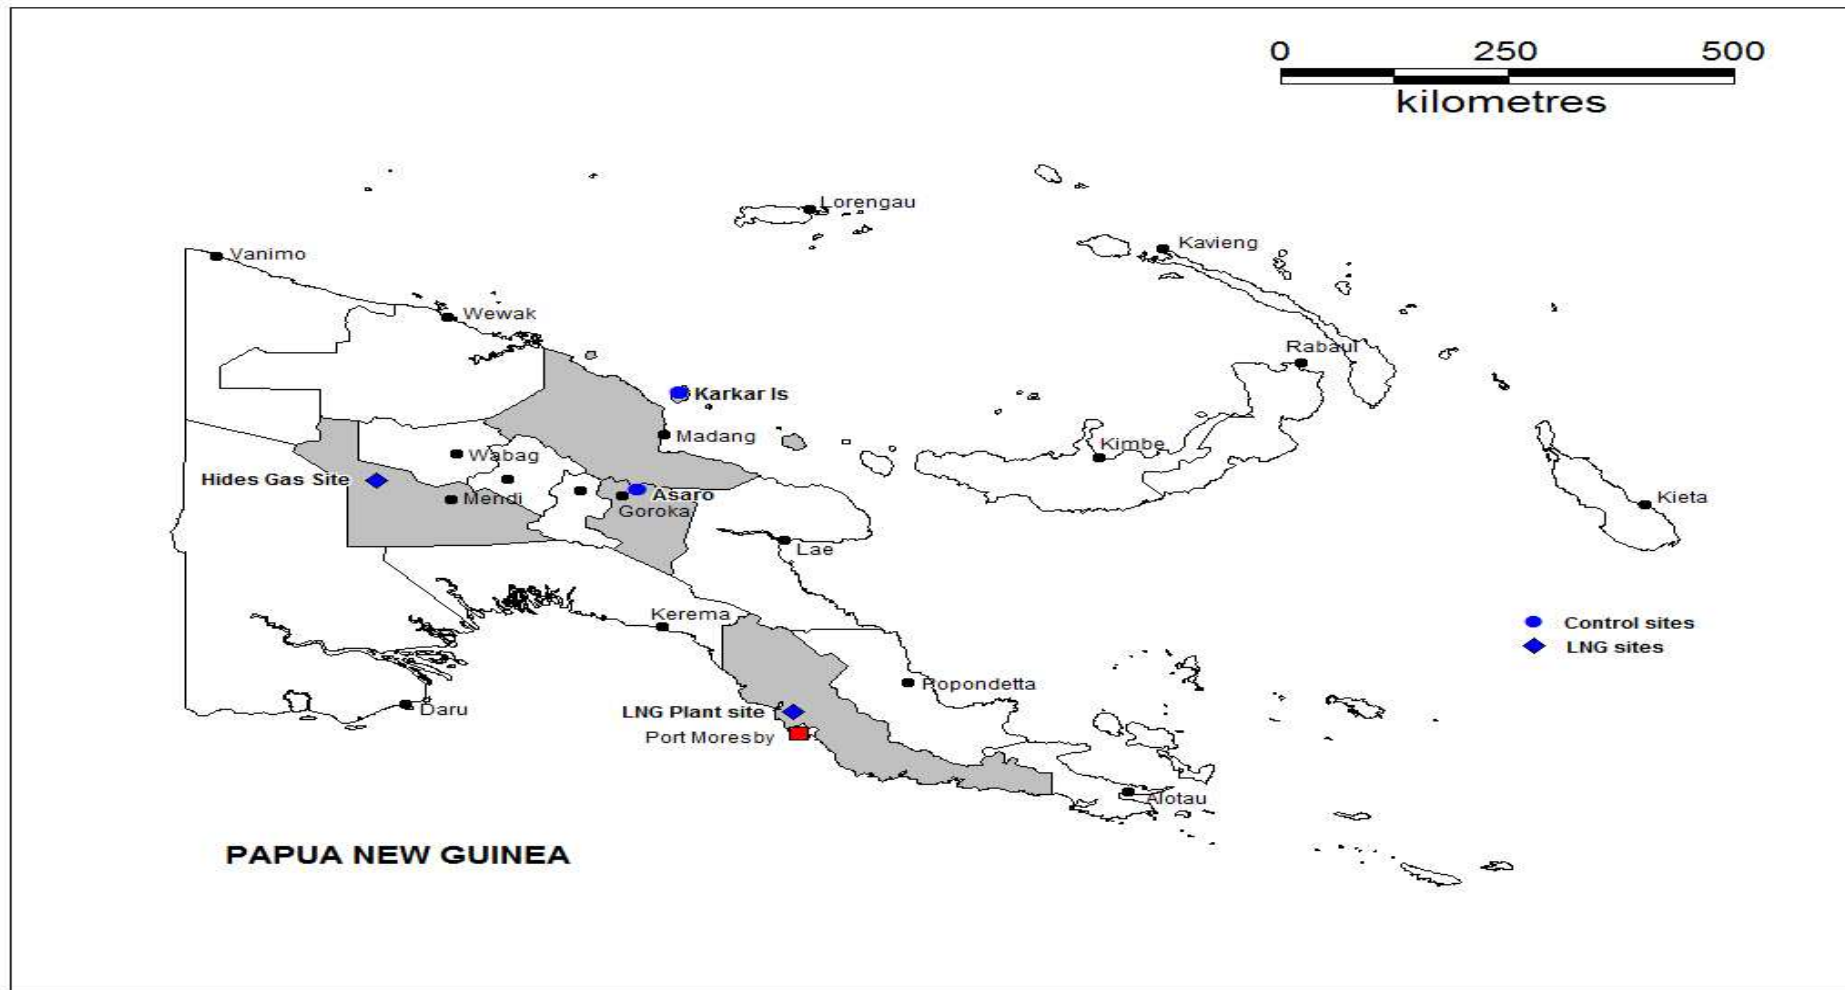 0 250 500
kilometres
Lorengau
Kavieng
Vanimo
Wewak
Rabaul
Karkar Is
Madang
Kimbe
Wabag
Hides Gas Site
Mendi
Asaro
Goroka
Kieta
Lae
Kerema
Control sites
LNG sites
Popondetta
Daru
LNG Plant site
Port Moresby
Alotau
PAPUA NEW GUINEA